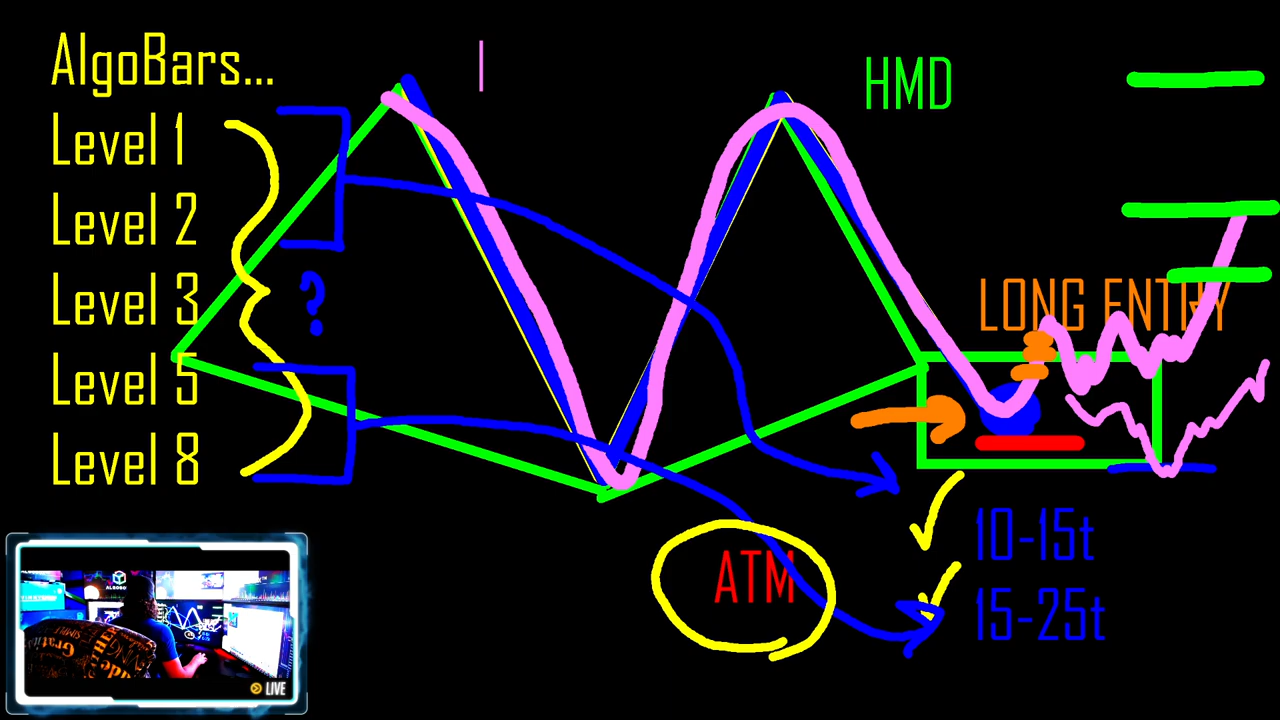 AlgoBars...
HMD
Level 1
Level 2
?
Level 3
LONG ENTRY
Level 5
Level 8
10-15t
ATM
15-25t
LIVE